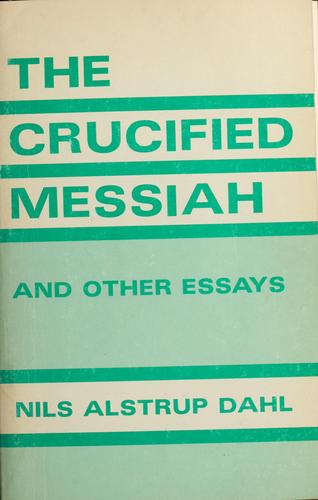 THE
CRUCIFIED
MESSIAH
AND OTHER ESSAYS
NILS ALSTRUP DAHL